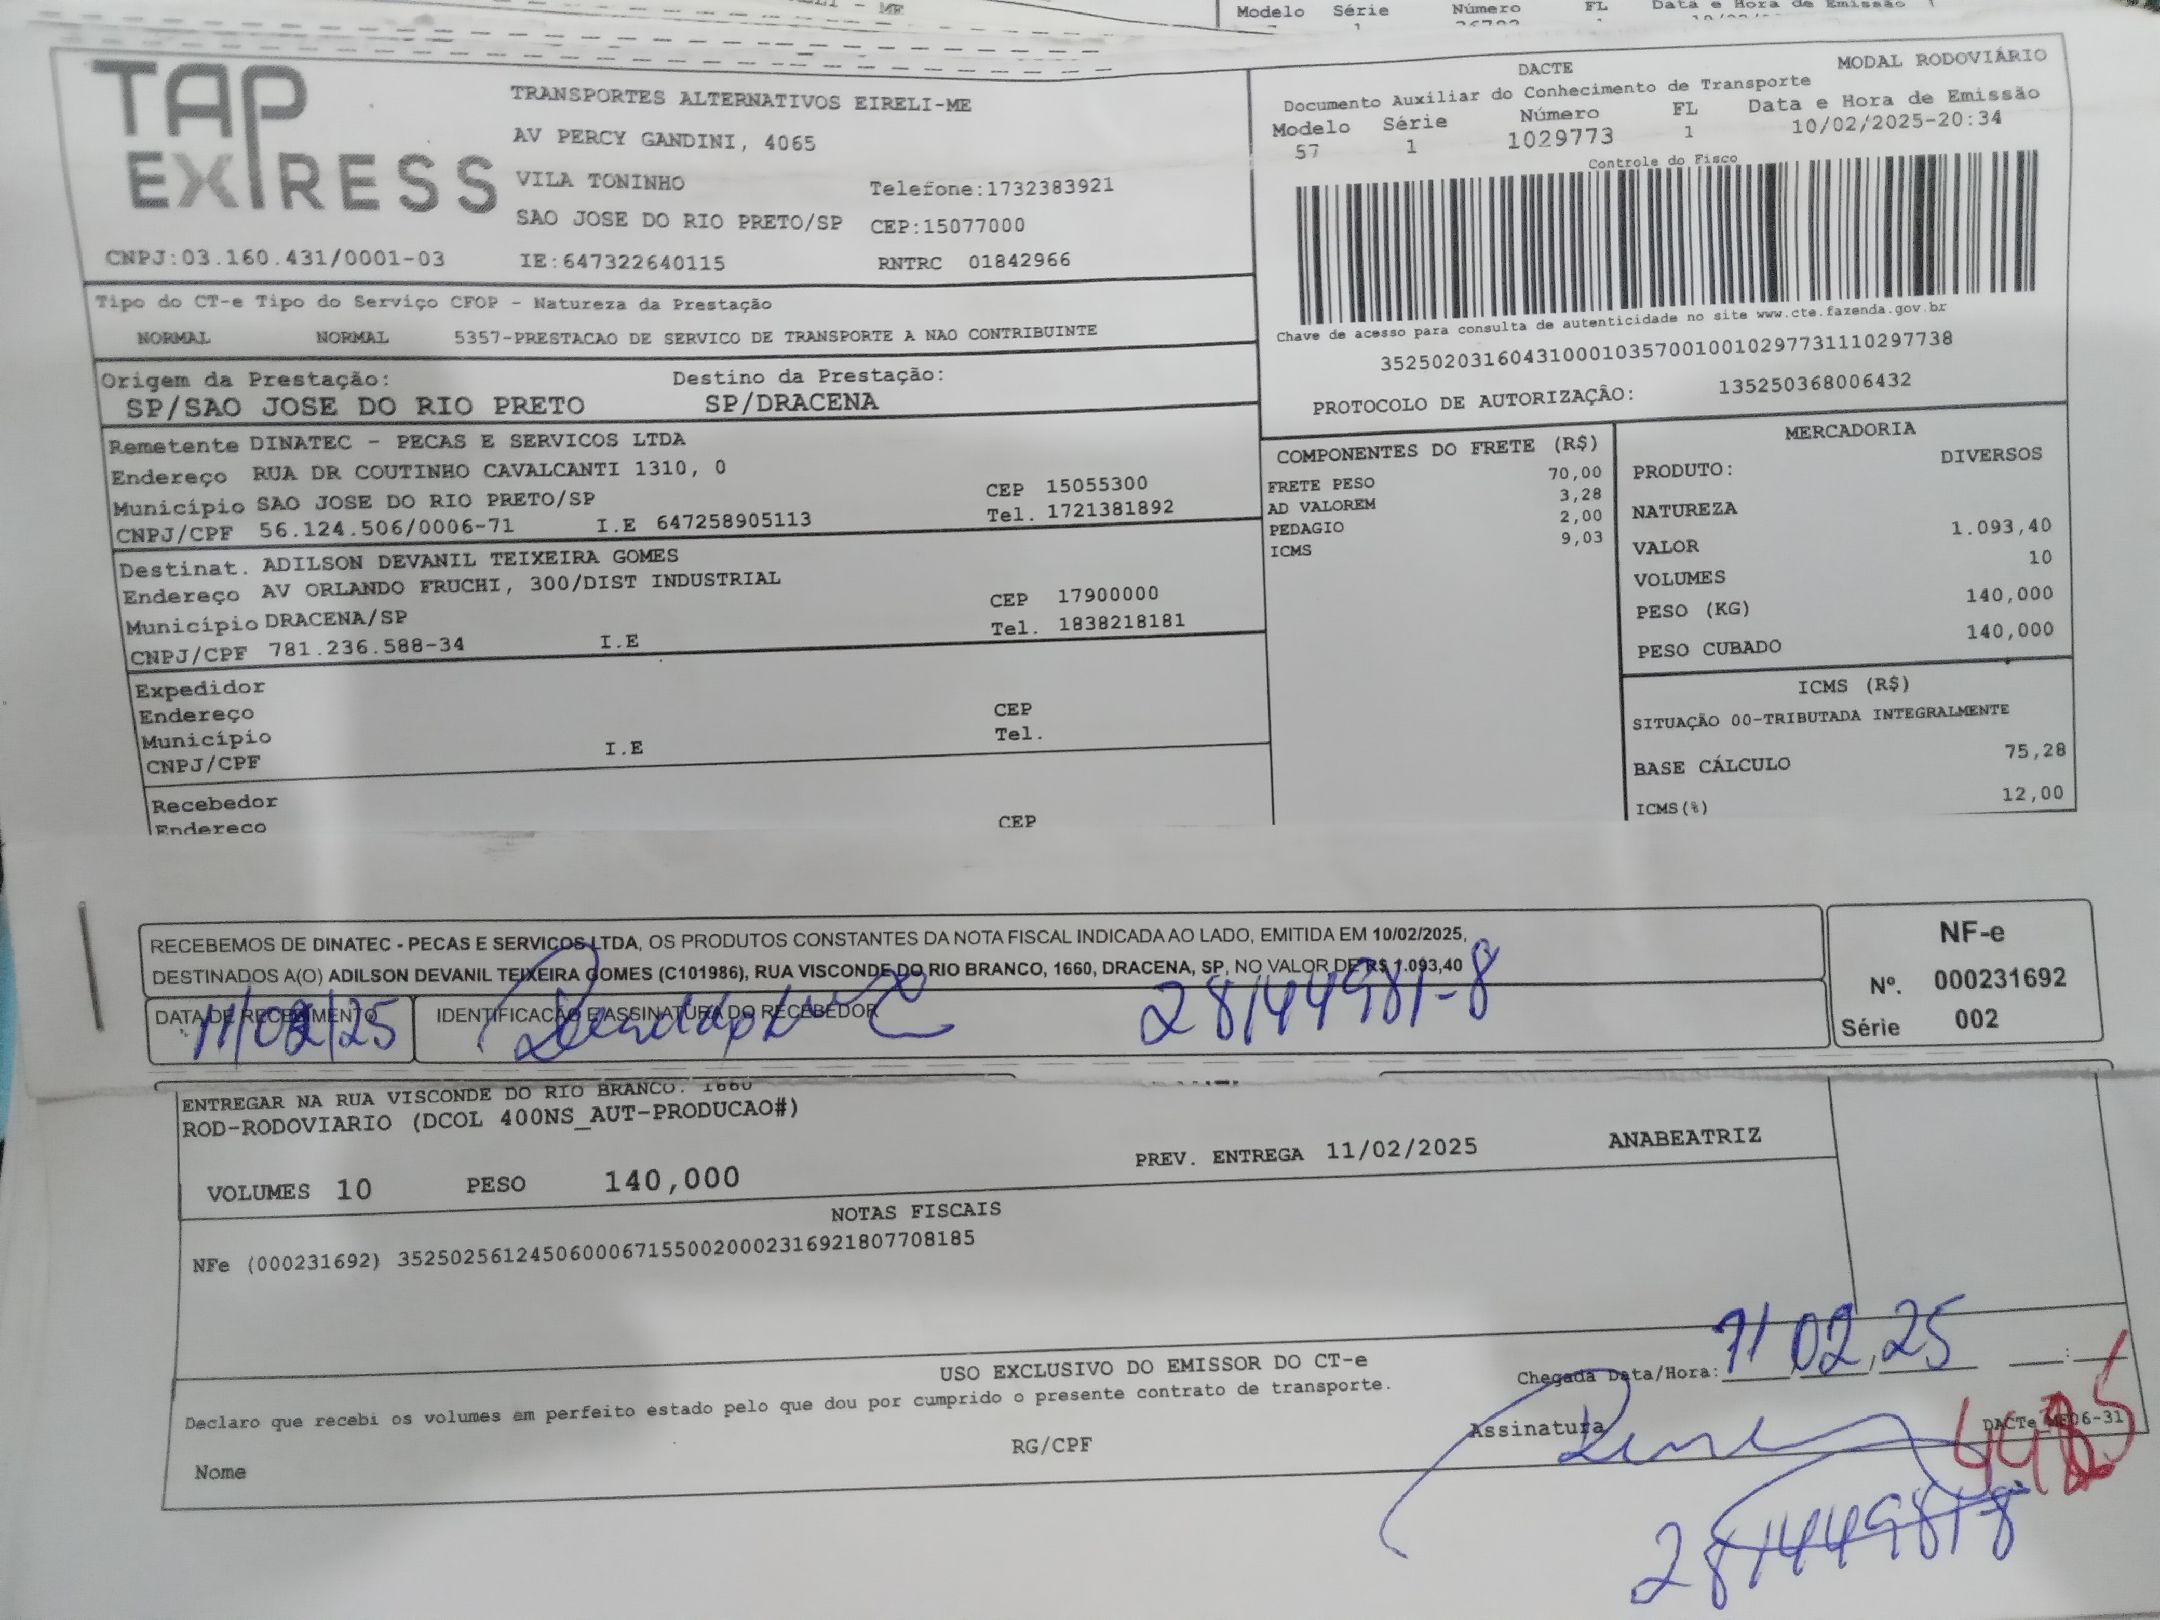 Modelo Série Número FL Data e Hora de Emissão
TAP
EXPRESS
TRANSPORTES ALTERNATIVOS EIRELI-ME
AV PERCY GANDINI, 4065
VILA TONINHO Telefone:1732383921
SAO JOSE DO RIO PRETO/SP CEP:15077000
CNPJ:03.160.431/0001-03 IE:647322640115 RNTRC 01842966
DACTE MODAL RODOVIÁRIO
Documento Auxiliar do Conhecimento de Transporte
Modelo Série Número FL Data e Hora de Emissão
57 1 1029773 1 10/02/2025-20:34
Controle do Fisco
Chave de acesso para consulta de autenticidade no site www.cte.fazenda.gov.br
35250203160431000103570010010297731110297738
PROTOCOLO DE AUTORIZAÇÂO: 135250368006432
Tipo do CT-e Tipo do Serviço CFOP - Natureza da Prestação
NORMAL NORMAL 5357-PRESTACAO DE SERVICO DE TRANSPORTE A NAO CONTRIBUINTE
Origem da Prestação: Destino da Prestação:
SP/SAO JOSE DO RIO PRETO SP/DRACENA
Remetente DINATEC - PECAS E SERVICOS LTDA
Endereço RUA DR COUTINHO CAVALCANTI 1310, 0
Município SAO JOSE DO RIO PRETO/SP CEP 15055300
CNPJ/CPF 56.124.506/0006-71 I.E 647258905113 Tel. 1721381892
Destinat. ADILSON DEVANIL TEIXEIRA GOMES
Endereço AV ORLANDO FRUCHI, 300/DIST INDUSTRIAL
Município DRACENA/SP CEP 17900000
CNPJ/CPF 781.236.588-34 I.E Tel. 1838218181
Expedidor
Endereço CEP
Município Tel.
CNPJ/CPF I.E
Recebedor
Endereço CEP
COMPONENTES DO FRETE (R$)
FRETE PESO 70,00
AD VALOREM 3,28
PEDAGIO 2,00
ICMS 9,03
MERCADORIA
PRODUTO: DIVERSOS
NATUREZA
VALOR 1.093,40
VOLUMES 10
PESO (KG) 140,000
PESO CUBADO 140,000
ICMS (R$)
SITUAÇÃO 00-TRIBUTADA INTEGRALMENTE
BASE CÁLCULO 75,28
ICMS(%) 12,00
RECEBEMOS DE DINATEC - PECAS E SERVICOS LTDA, OS PRODUTOS CONSTANTES DA NOTA FISCAL INDICADA AO LADO, EMITIDA EM 10/02/2025,
DESTINADOS A(O) ADILSON DEVANIL TEIXEIRA GOMES (C101986), RUA VISCONDE DO RIO BRANCO, 1660, DRACENA, SP, NO VALOR DE R$ 1.093,40
DATA DE RECEBIMENTO IDENTIFICACÃO E ASSINATURA DO RECEBEDOR
11/02/25 28144981-8
NF-e
Nº. 000231692
Série 002
ENTREGAR NA RUA VISCONDE DO RIO BRANCO. 1660
ROD-RODOVIARIO (DCOL 400NS_AUT-PRODUCAO#)
VOLUMES 10 PESO 140,000 PREV. ENTREGA 11/02/2025 ANABEATRIZ
NOTAS FISCAIS
NFe (000231692) 35250256124506000671550020002316921807708185
USO EXCLUSIVO DO EMISSOR DO CT-e
Declaro que recebi os volumes em perfeito estado pelo que dou por cumprido o presente contrato de transporte.
Nome RG/CPF
Chegada Data/Hora: 11 02 25
Assinatura
28144981-8